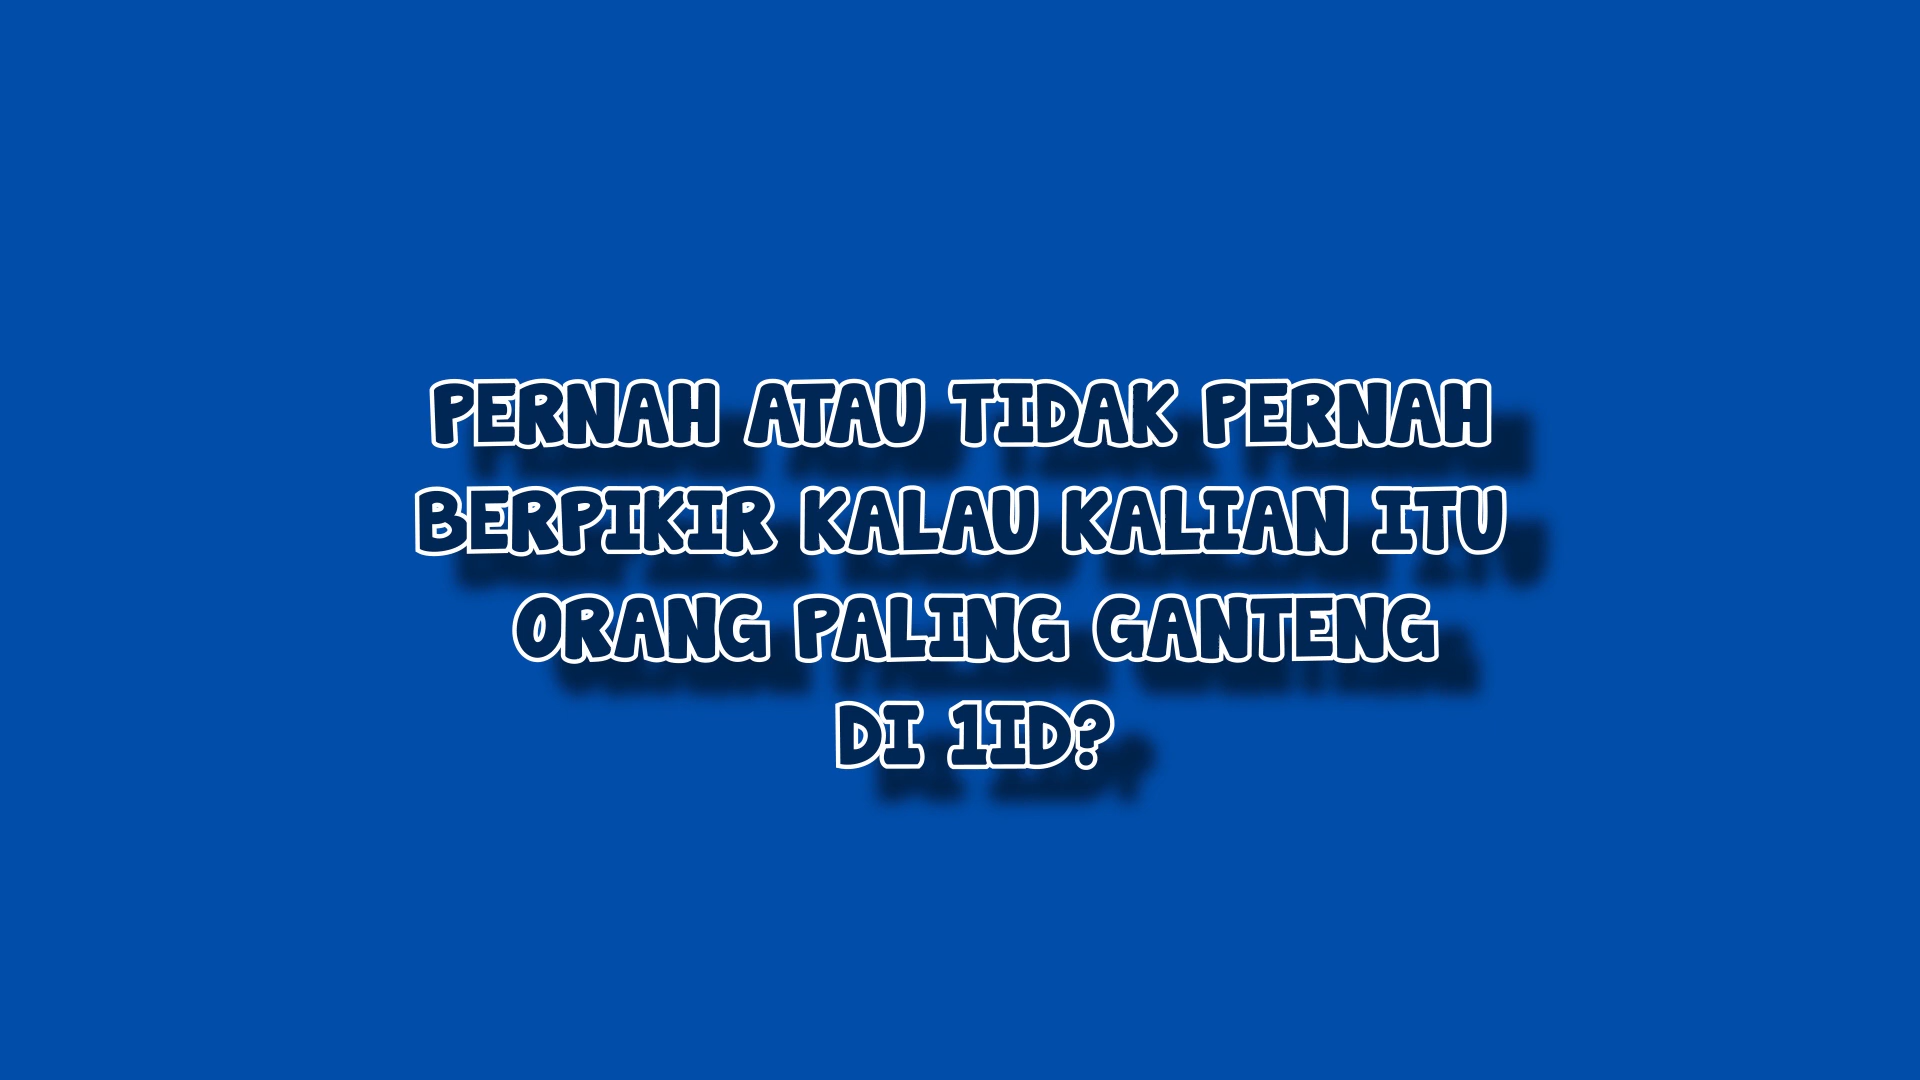 PERNAH ATAU TIDAK PERNAH
BERPIKIR KALAU KALIAN ITU
ORANG PALING GANTENG
DI 1ID?